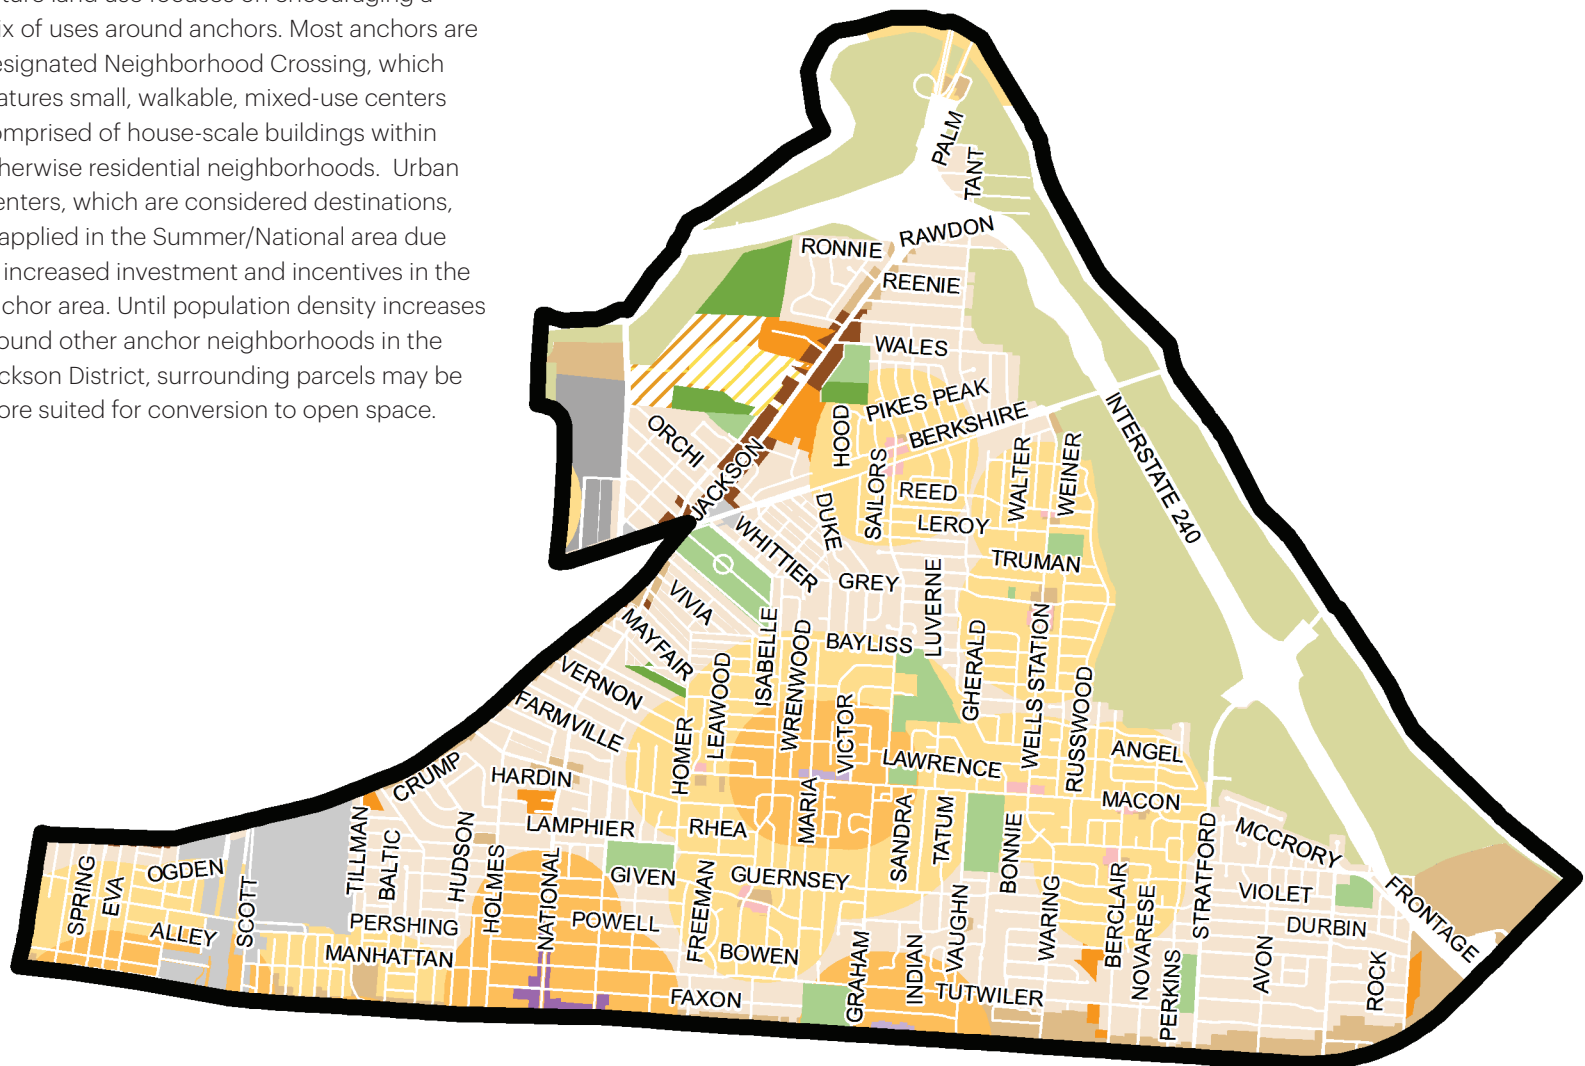 ture land use focuses on encouraging a
ix of uses around anchors. Most anchors are
esignated Neighborhood Crossing, which
atures small, walkable, mixed-use centers
omprised of house-scale buildings within
herwise residential neighborhoods. Urban
enters, which are considered destinations,
applied in the Summer/National area due
increased investment and incentives in the
chor area. Until population density increases
ound other anchor neighborhoods in the
ckson District, surrounding parcels may be
ore suited for conversion to open space.
PALM
TANT
RAWDON
RONNIE
REENIE
WALES
PIKES PEAK
BERKSHIRE
HOOD
ORCHI
JACKSON
INTERSTATE 240
SAILORS
WALTER
WEINER
REED
LEROY
DUKE
WHITTIER
TRUMAN
GREY
LUVERNE
VIVIA
MAYFAIR
ISABELLE
WRENWOOD
BAYLISS
GHERALD
WELLS STATION
VERNON
LEAWOOD
RUSSWOOD
FARMVILLE
HOMER
VICTOR
ANGEL
LAWRENCE
CRUMP
HARDIN
MACON
MARIA
LAMPHIER
RHEA
SANDRA
TATUM
BONNIE
STRATFORD
MCCRORY
TILLMAN
BALTIC
HUDSON
HOLMES
NATIONAL
OGDEN
SPRING
EVA
GIVEN
GUERNSEY
VIOLET
FRONTAGE
SCOTT
PERSHING
POWELL
FREEMAN
VAUGHN
WARING
BERCLAIR
NOVARESE
DURBIN
ALLEY
MANHATTAN
BOWEN
GRAHAM
INDIAN
AVON
ROCK
FAXON
TUTWILER
PERKINS